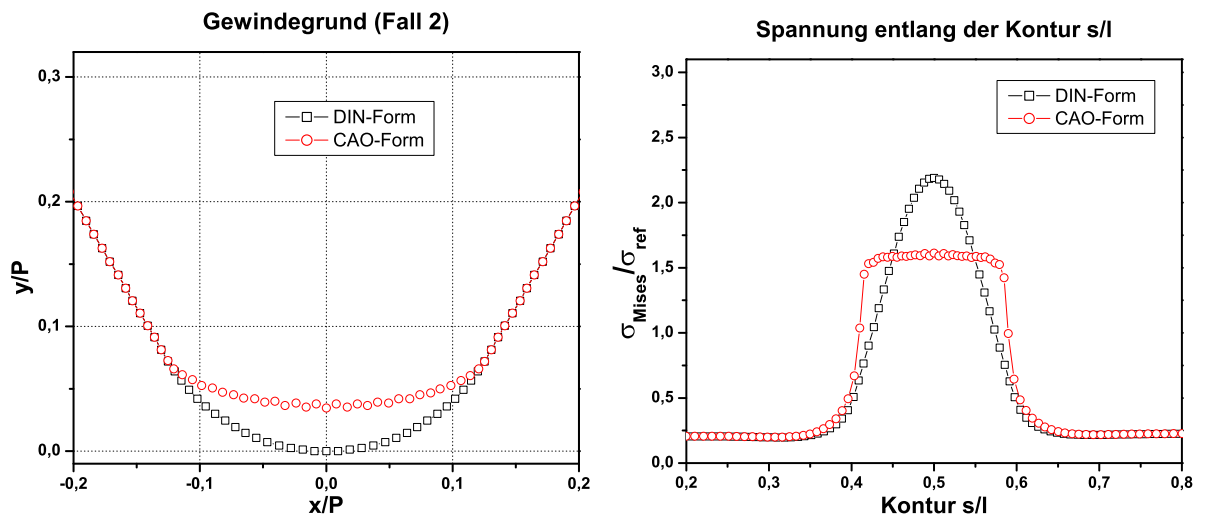 Gewindegrund (Fall 2)
0,3
0,2
0,1
0,0
y/P
DIN-Form
CAO-Form
-0,2
-0,1
0,0
0,1
0,2
x/P
Spannung entlang der Kontur s/l
3,0
2,5
2,0
1,5
1,0
0,5
0,0
σMises/σref
DIN-Form
CAO-Form
0,2
0,3
0,4
0,5
0,6
0,7
0,8
Kontur s/l